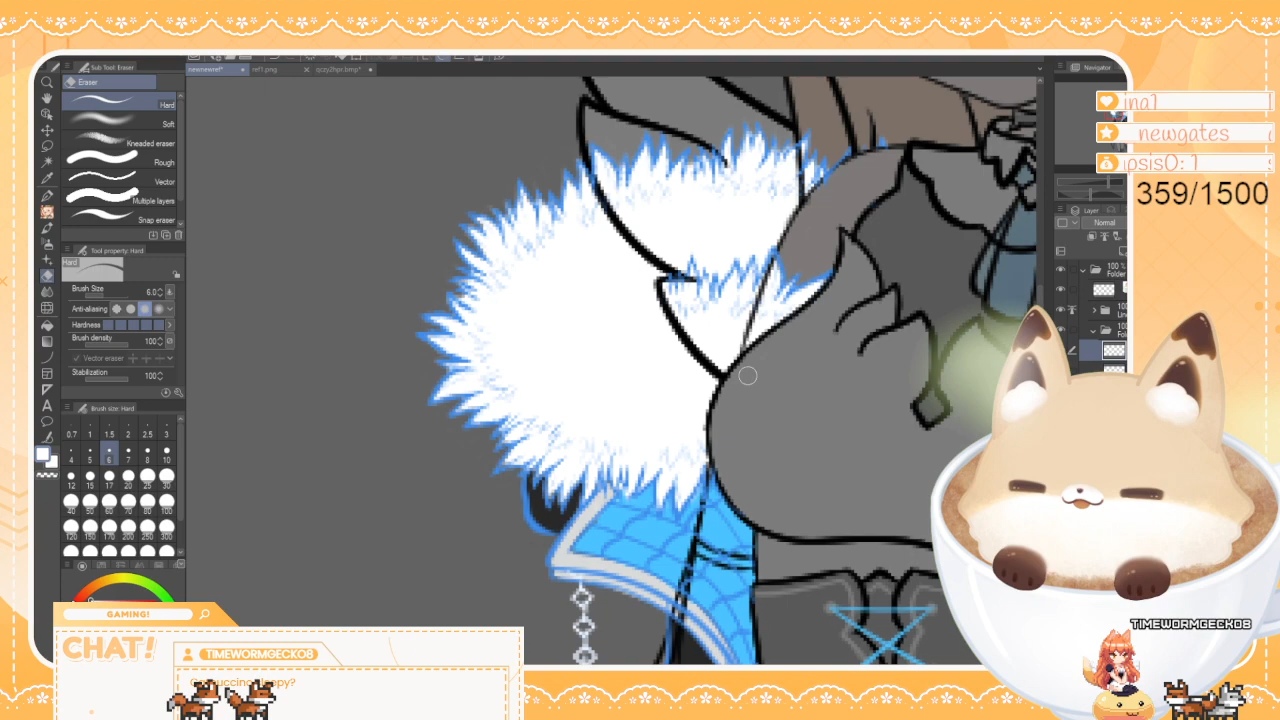 Sub Tool: Eraser
Eraser
Hard
Soft
Kneaded eraser
Rough
Vector
Multiple layers
Snap eraser
Tool property: Hard
Hard
Brush Size 6.0
Anti-aliasing
Hardness
Brush density 100
Vector eraser
Stabilization 100
Brush size: Hard
0.7 1 1.5 2 2.5 3
4 5 6 7 8 10
12 15 17 20 25 30
40 50 60 70 80 100
120 150 170 200 250 300
newnewref*
ref1.png
Navigator
ina1
newgates
359/1500
Layer
Normal
100 %
Folder
GAMING!
CHAT!
TIMEWORMGECKO8
TIMEWORMGECKO8